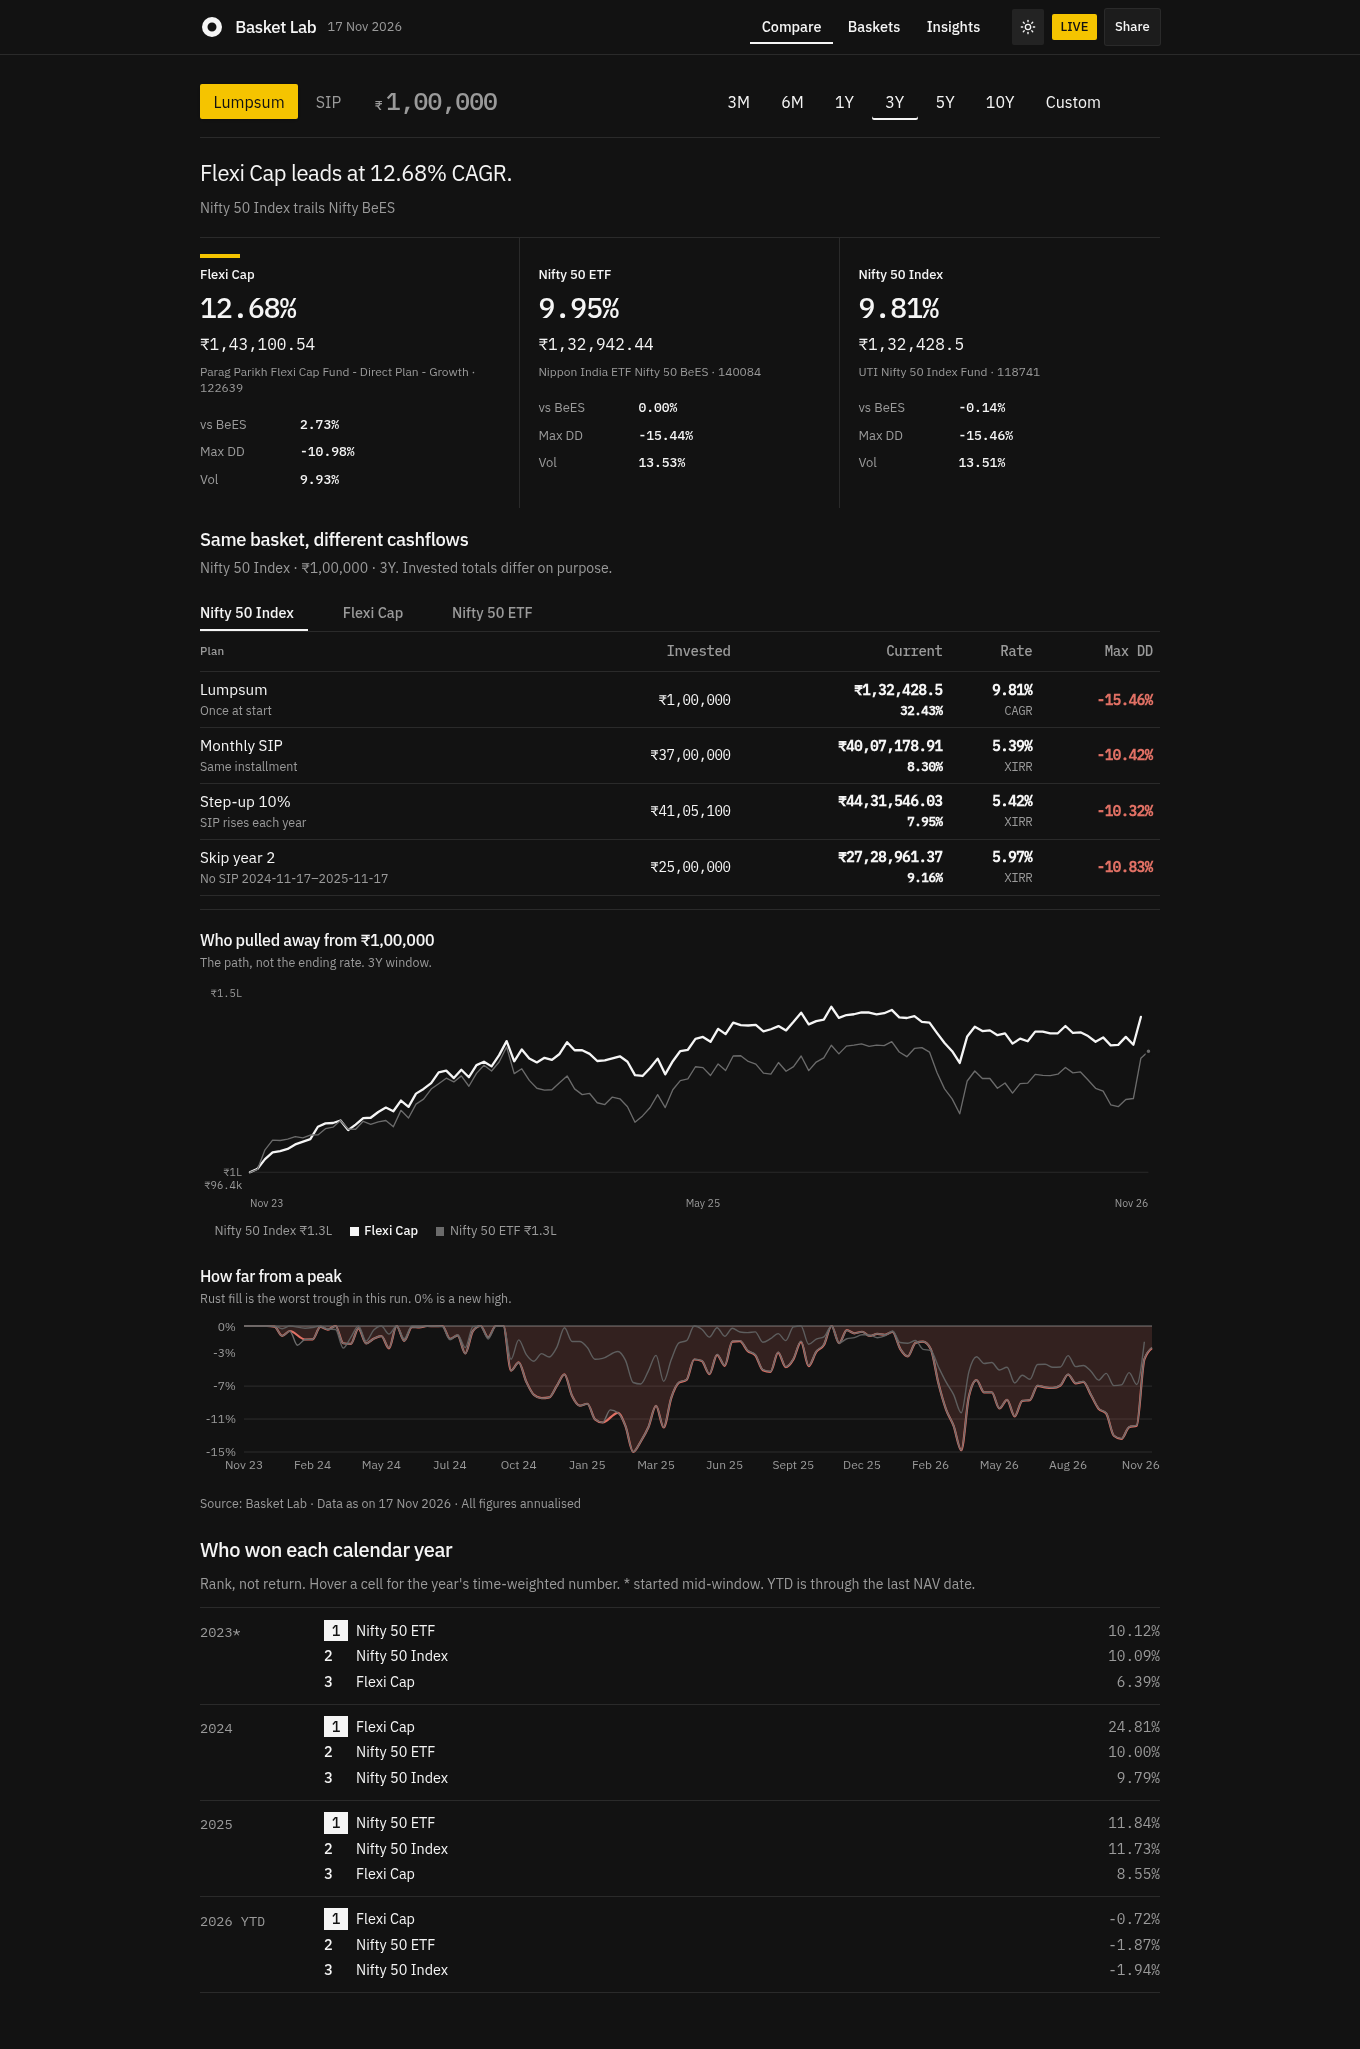 Basket Lab 17 Nov 2026 Compare Baskets Insights LIVE Share
Lumpsum SIP ₹ 1,00,000 3M 6M 1Y 3Y 5Y 10Y Custom
Flexi Cap leads at 12.68% CAGR.
Nifty 50 Index trails Nifty BeES
Flexi Cap
12.68%
₹1,43,100.54
Parag Parikh Flexi Cap Fund - Direct Plan - Growth ·
122639
vs BeES 2.73%
Max DD -10.98%
Vol 9.93%
Nifty 50 ETF
9.95%
₹1,32,942.44
Nippon India ETF Nifty 50 BeES · 140084
vs BeES 0.00%
Max DD -15.44%
Vol 13.53%
Nifty 50 Index
9.81%
₹1,32,428.5
UTI Nifty 50 Index Fund · 118741
vs BeES -0.14%
Max DD -15.46%
Vol 13.51%
Same basket, different cashflows
Nifty 50 Index · ₹1,00,000 · 3Y. Invested totals differ on purpose.
Nifty 50 Index Flexi Cap Nifty 50 ETF
Plan Invested Current Rate Max DD
Lumpsum ₹1,00,000 ₹1,32,428.5 9.81% -15.46%
Once at start 32.43% CAGR
Monthly SIP ₹37,00,000 ₹40,07,178.91 5.39% -10.42%
Same installment 8.30% XIRR
Step-up 10% ₹41,05,100 ₹44,31,546.03 5.42% -10.32%
SIP rises each year 7.95% XIRR
Skip year 2 ₹25,00,000 ₹27,28,961.37 5.97% -10.83%
No SIP 2024-11-17–2025-11-17 9.16% XIRR
Who pulled away from ₹1,00,000
The path, not the ending rate. 3Y window.
₹1.5L
₹1L
₹96.4k
Nov 23 May 25 Nov 26
Nifty 50 Index ₹1.3L Flexi Cap Nifty 50 ETF ₹1.3L
How far from a peak
Rust fill is the worst trough in this run. 0% is a new high.
0%
-3%
-7%
-11%
-15%
Nov 23 Feb 24 May 24 Jul 24 Oct 24 Jan 25 Mar 25 Jun 25 Sept 25 Dec 25 Feb 26 May 26 Aug 26 Nov 26
Source: Basket Lab · Data as on 17 Nov 2026 · All figures annualised
Who won each calendar year
Rank, not return. Hover a cell for the year's time-weighted number. * started mid-window. YTD is through the last NAV date.
2023* 1 Nifty 50 ETF 10.12%
2 Nifty 50 Index 10.09%
3 Flexi Cap 6.39%
2024 1 Flexi Cap 24.81%
2 Nifty 50 ETF 10.00%
3 Nifty 50 Index 9.79%
2025 1 Nifty 50 ETF 11.84%
2 Nifty 50 Index 11.73%
3 Flexi Cap 8.55%
2026 YTD 1 Flexi Cap -0.72%
2 Nifty 50 ETF -1.87%
3 Nifty 50 Index -1.94%